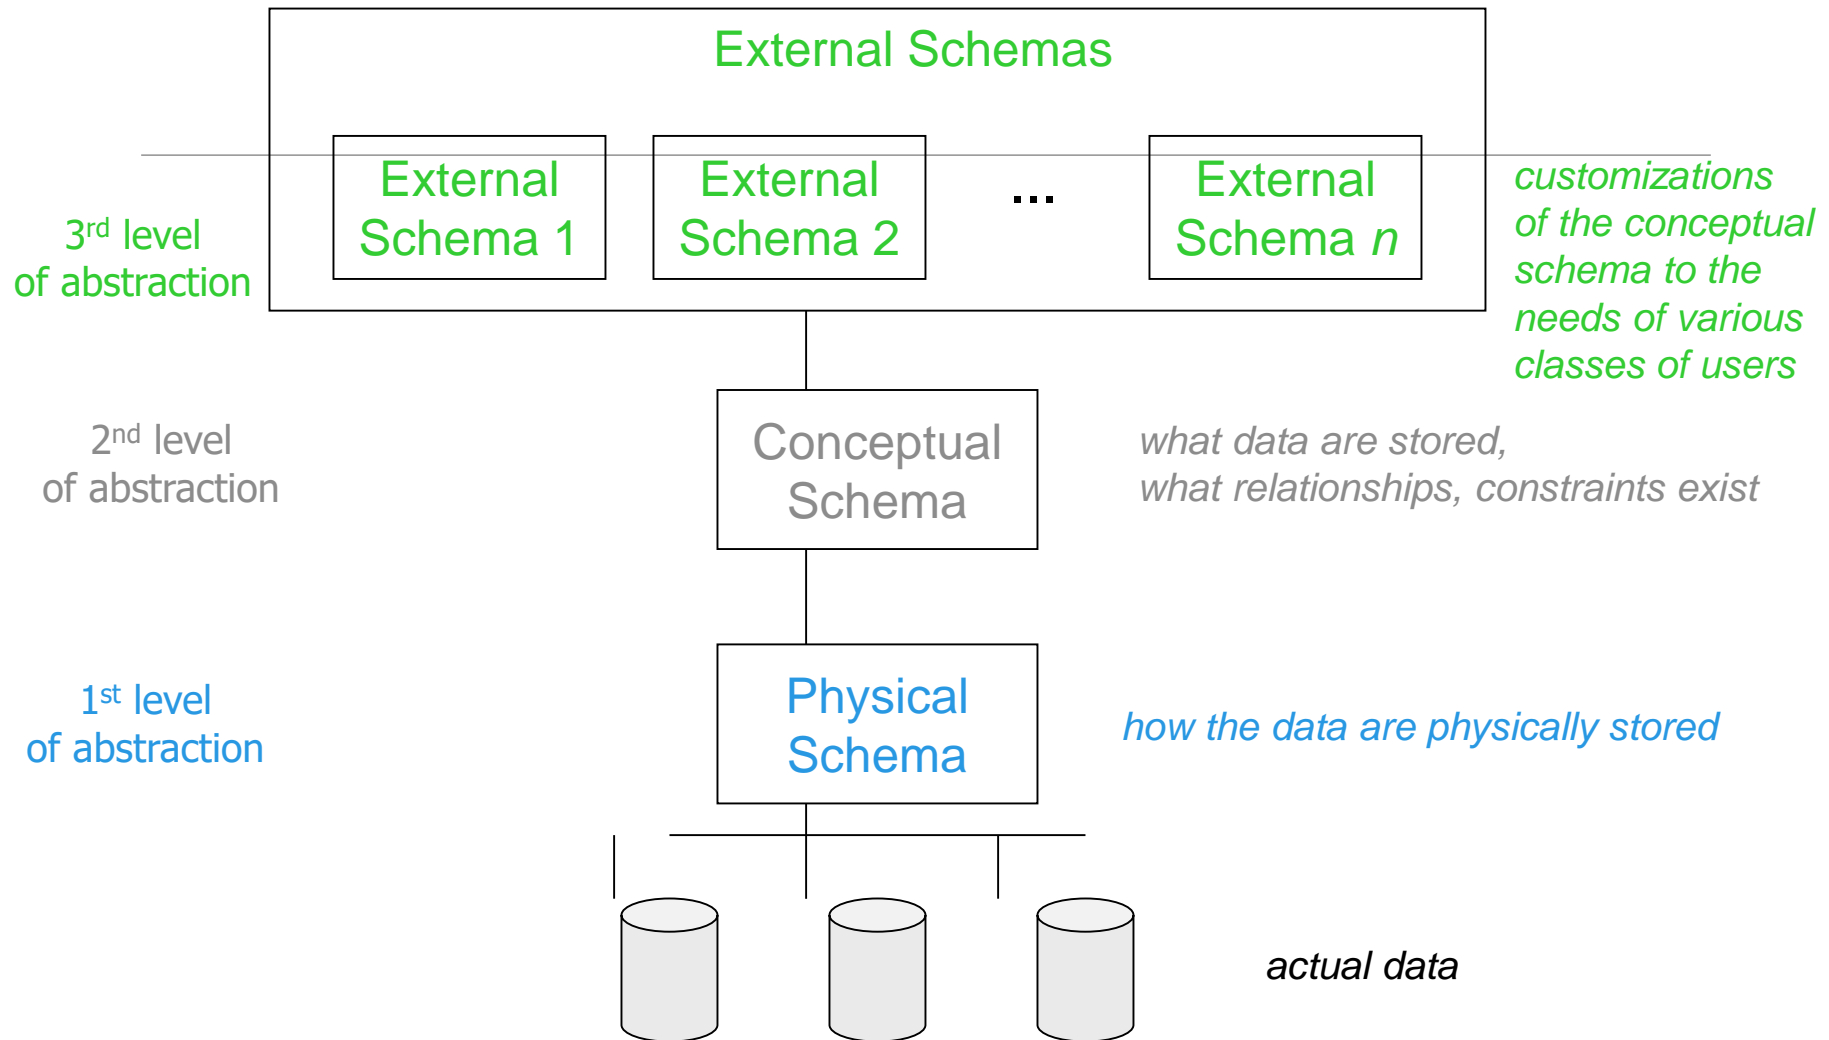 External Schemas
External
Schema 1
External
Schema 2
...
External
Schema n
customizations
of the conceptual
schema to the
needs of various
classes of users
3rd level
of abstraction
2nd level
of abstraction
Conceptual
Schema
what data are stored,
what relationships, constraints exist
1st level
of abstraction
Physical
Schema
how the data are physically stored
actual data